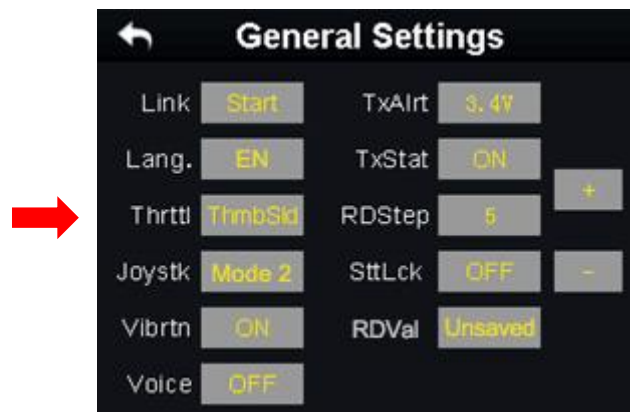 General Settings
Link Start TxAlrt 3.4V
Lang. EN TxStat ON
+
Thrttl ThmbSld RDStep 5
Joystk Mode 2 SttLck OFF -
Vibrtn ON RDVal Unsaved
Voice OFF